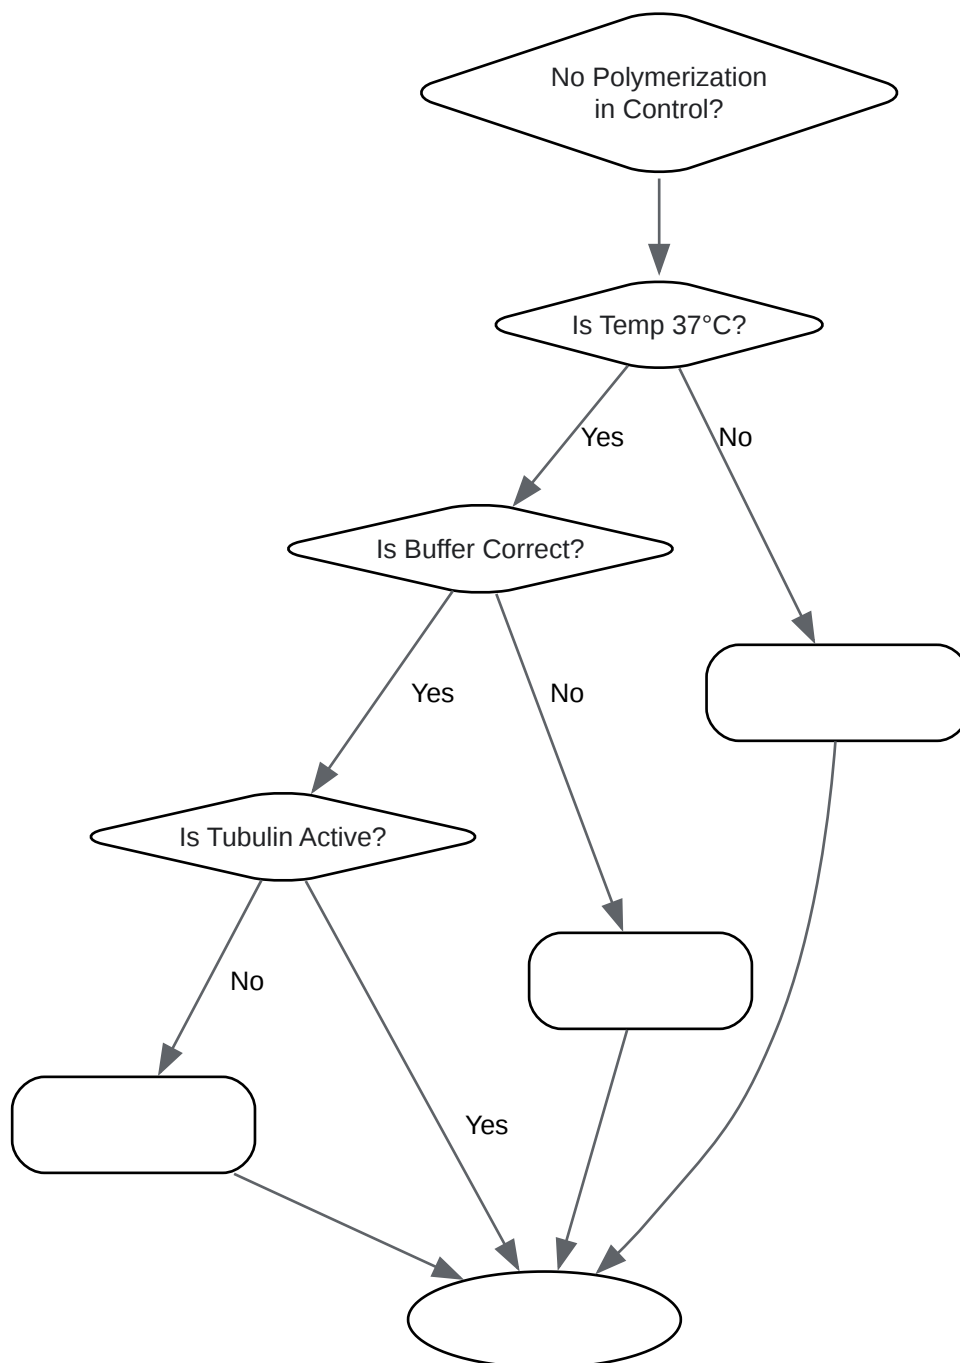 No Polymerization
in Control?
Is Temp 37°C?
Yes
No
Is Buffer Correct?
Yes
No
Is Tubulin Active?
No
Yes